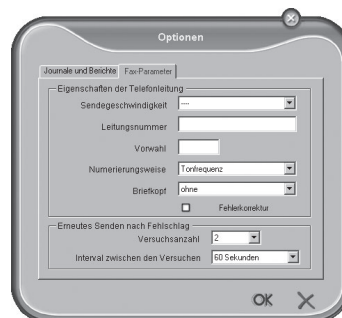 Optionen
Journale und Berichte Fax-Parameter
Eigenschaften der Telefonleitung
Sendegeschwindigkeit ----
Leitungsnummer
Vorwahl
Numerierungsweise Tonfrequenz
Briefkopf ohne
Fehlerkorrektur
Erneutes Senden nach Fehlschlag
Versuchsanzahl 2
Interval zwischen den Versuchen 60 Sekunden
OK